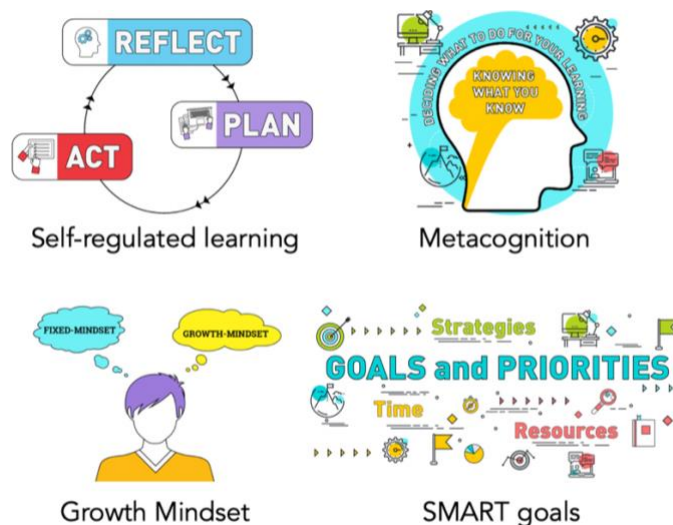 REFLECT
PLAN
ACT
Self-regulated learning
DECIDING WHAT TO DO FOR YOUR LEARNING
KNOWING
WHAT YOU
KNOW
Metacognition
FIXED-MINDSET
GROWTH-MINDSET
Growth Mindset
Strategies
GOALS and PRIORITIES
Time
Resources
SMART goals